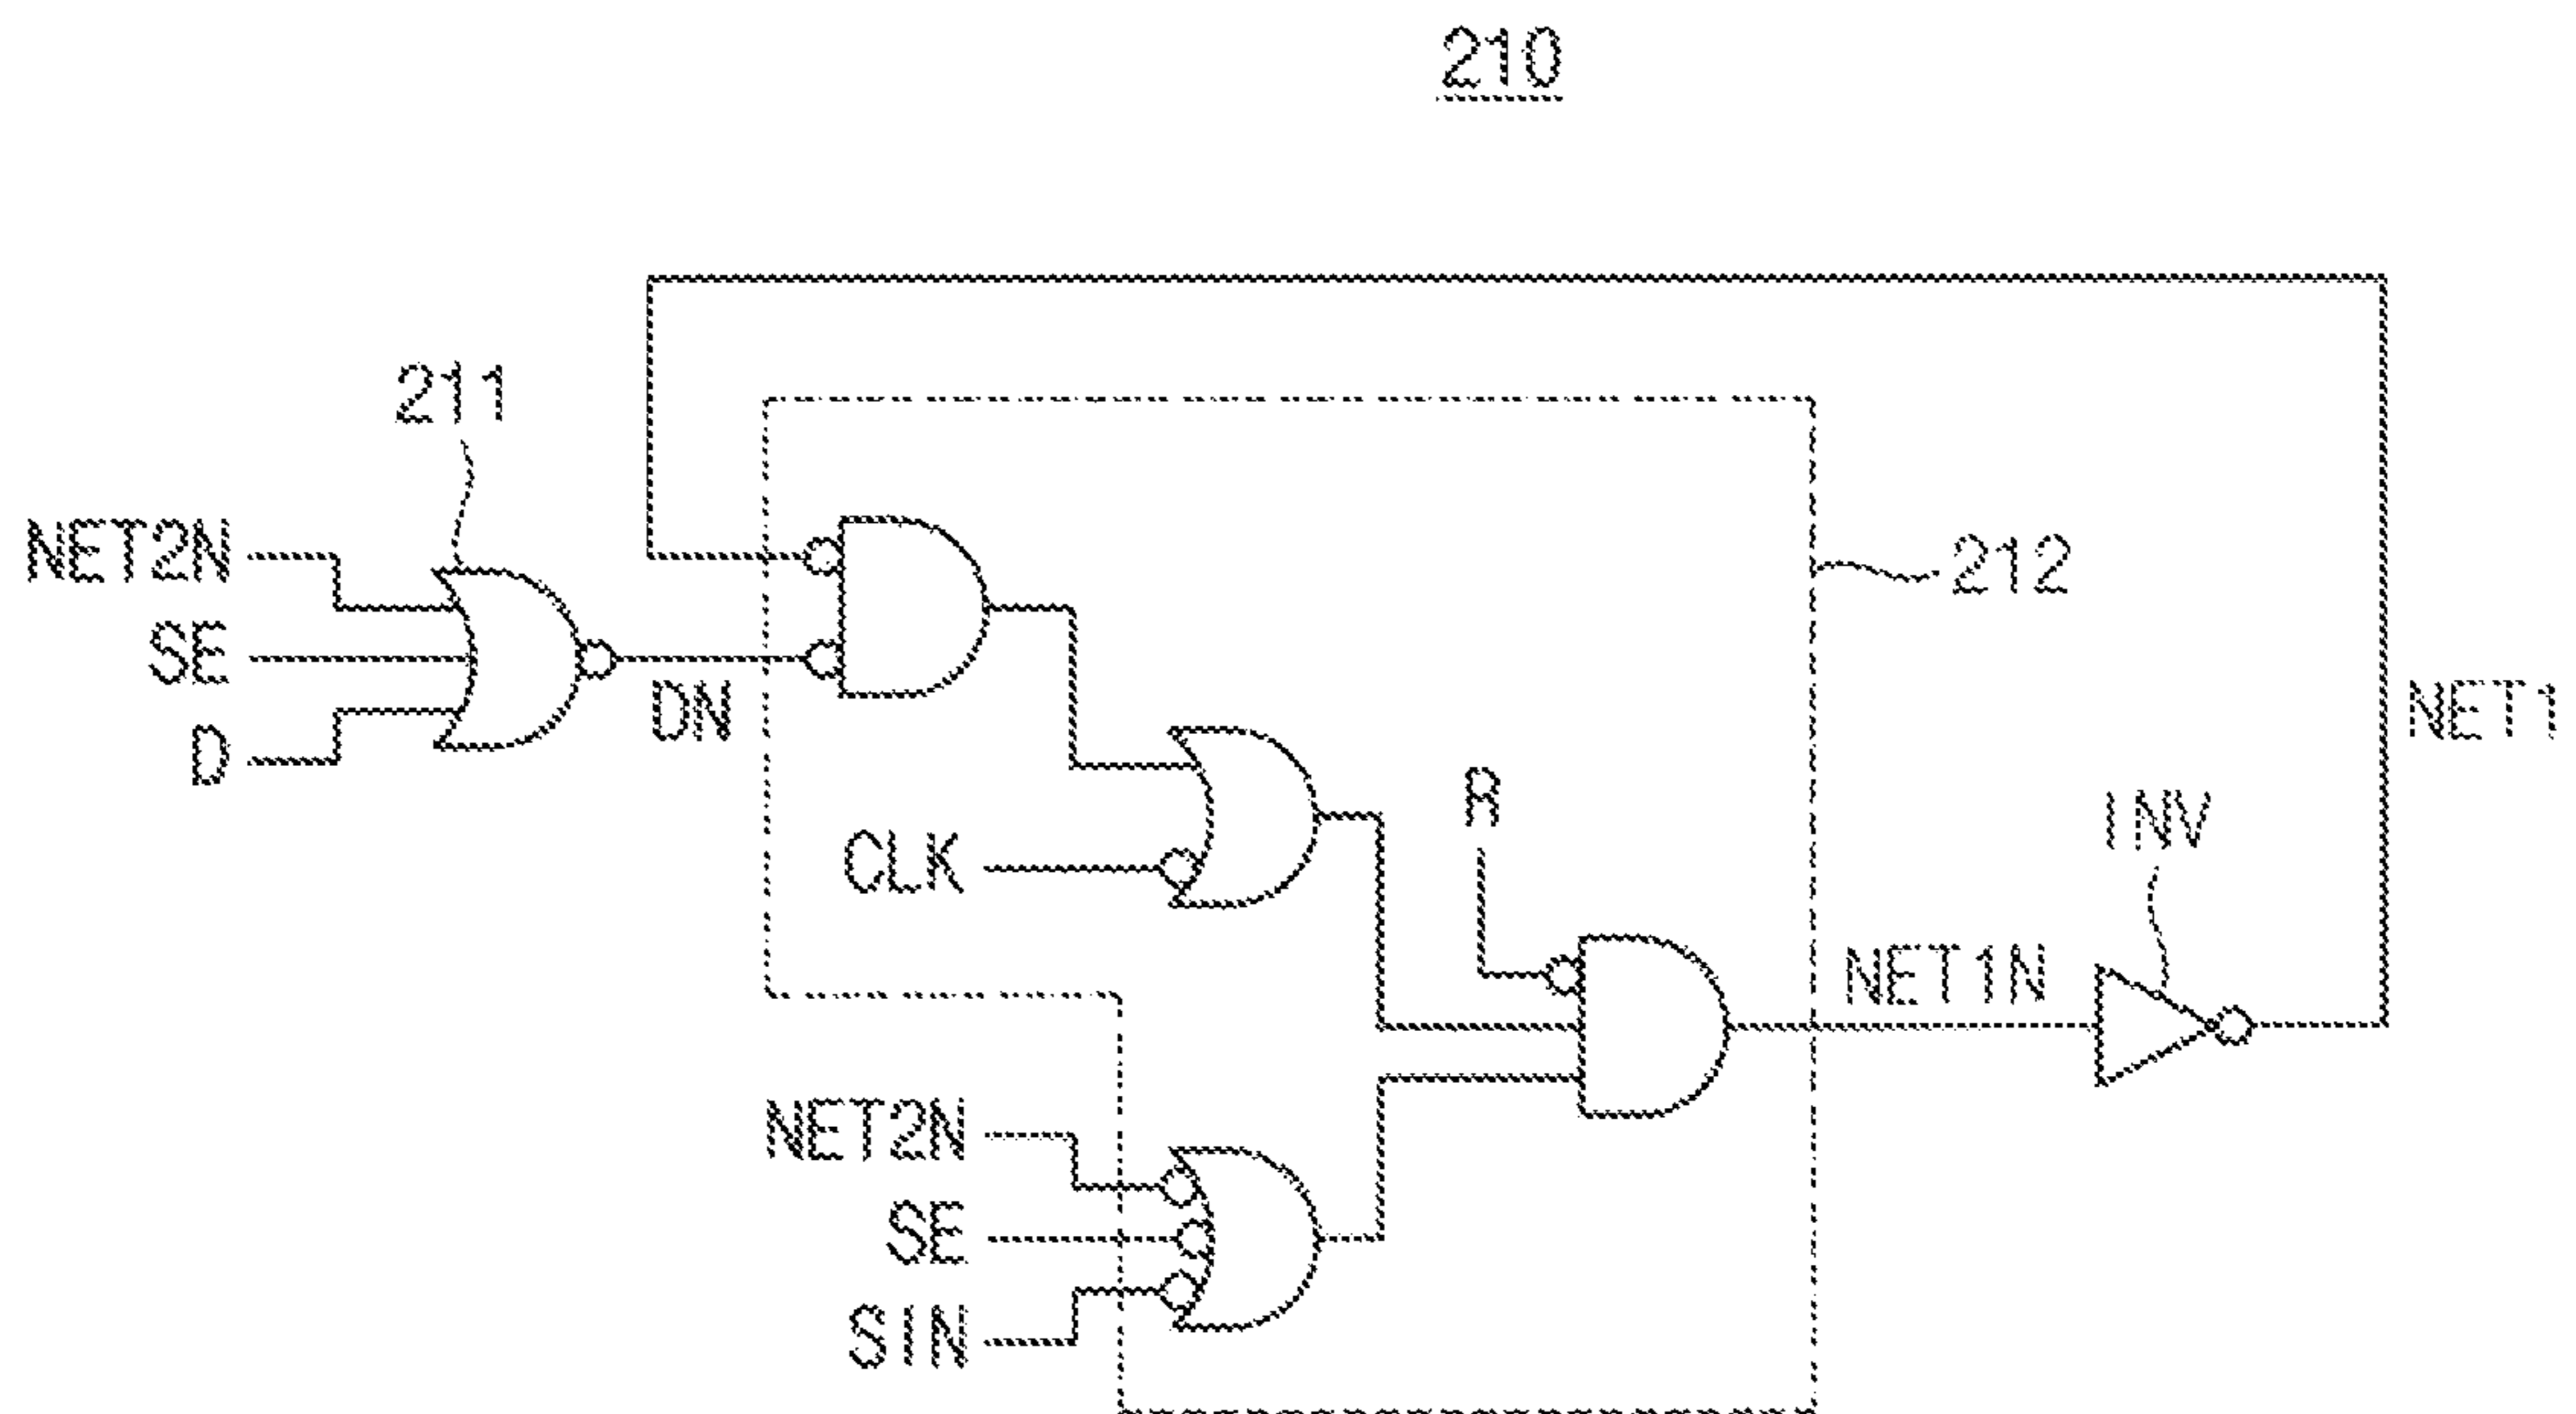 210
211
NET2N
SE
D
DN
212
NET1
R
INV
CLK
NET1N
NET2N
SE
SIN